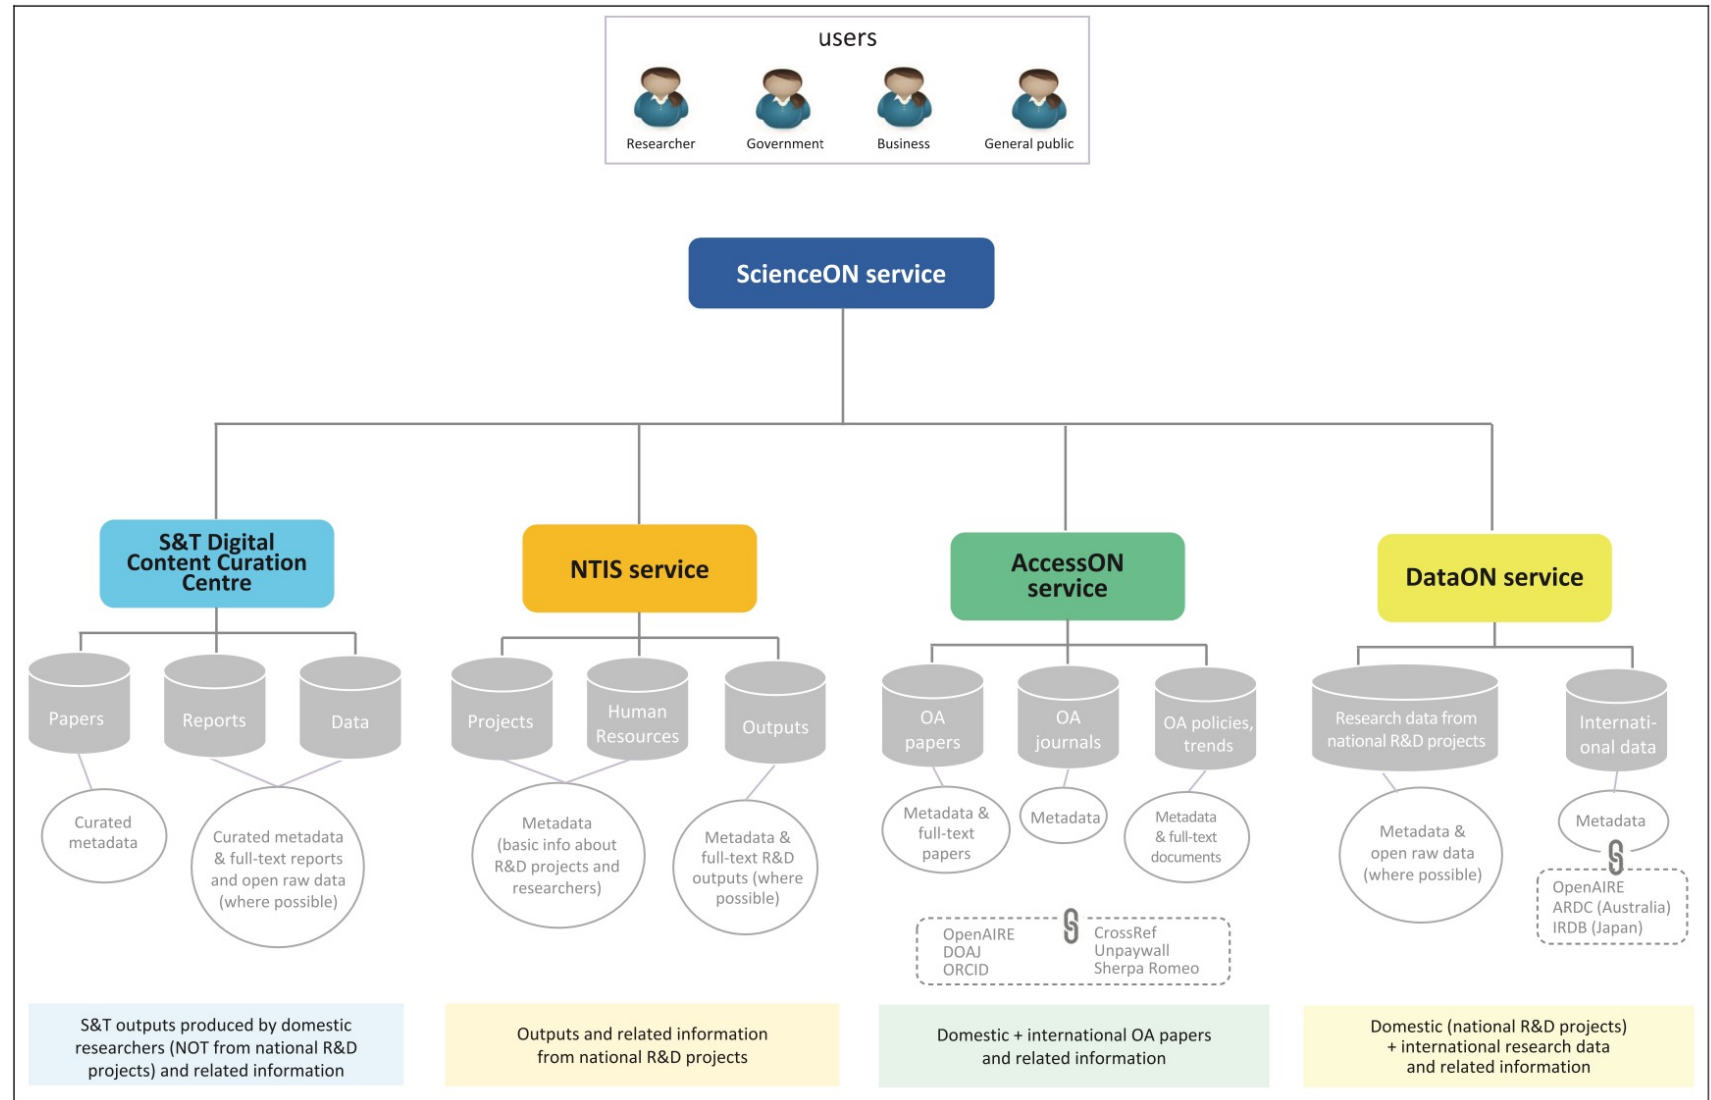 users
Researcher
Government
Business
General public
ScienceON service
S&T Digital
Content Curation
Centre
NTIS service
AccessON
service
DataON service
Papers
Reports
Data
Projects
Human
Resources
Outputs
OA
papers
OA
journals
OA policies,
trends
Research data from
national R&D projects
Internati-
onal data
Curated
metadata
Curated metadata
& full-text reports
and open raw data
(where possible)
Metadata
(basic info about
R&D projects and
researchers)
Metadata &
full-text R&D
outputs (where
possible)
Metadata &
full-text
papers
Metadata
Metadata
& full-text
documents
Metadata &
open raw data
(where possible)
Metadata
OpenAIRE
DOAJ
ORCID
CrossRef
Unpaywall
Sherpa Romeo
OpenAIRE
ARDC (Australia)
IRDB (Japan)
S&T outputs produced by domestic
researchers (NOT from national R&D
projects) and related information
Outputs and related information
from national R&D projects
Domestic + international OA papers
and related information
Domestic (national R&D projects)
+ international research data
and related information